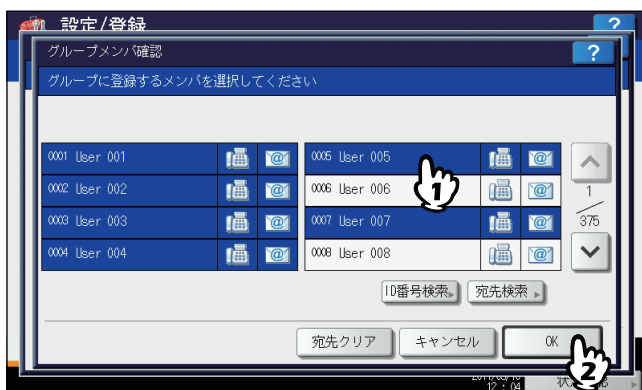 設定/登録
?
グループメンバ確認
?
グループに登録するメンバを選択してください
0001 User 001
0005 User 005
0002 User 002
0006 User 006
1
1
0003 User 003
0007 User 007
375
0004 User 004
0008 User 008
ID番号検索
宛先検索
宛先クリア
キャンセル
OK
2
12:04